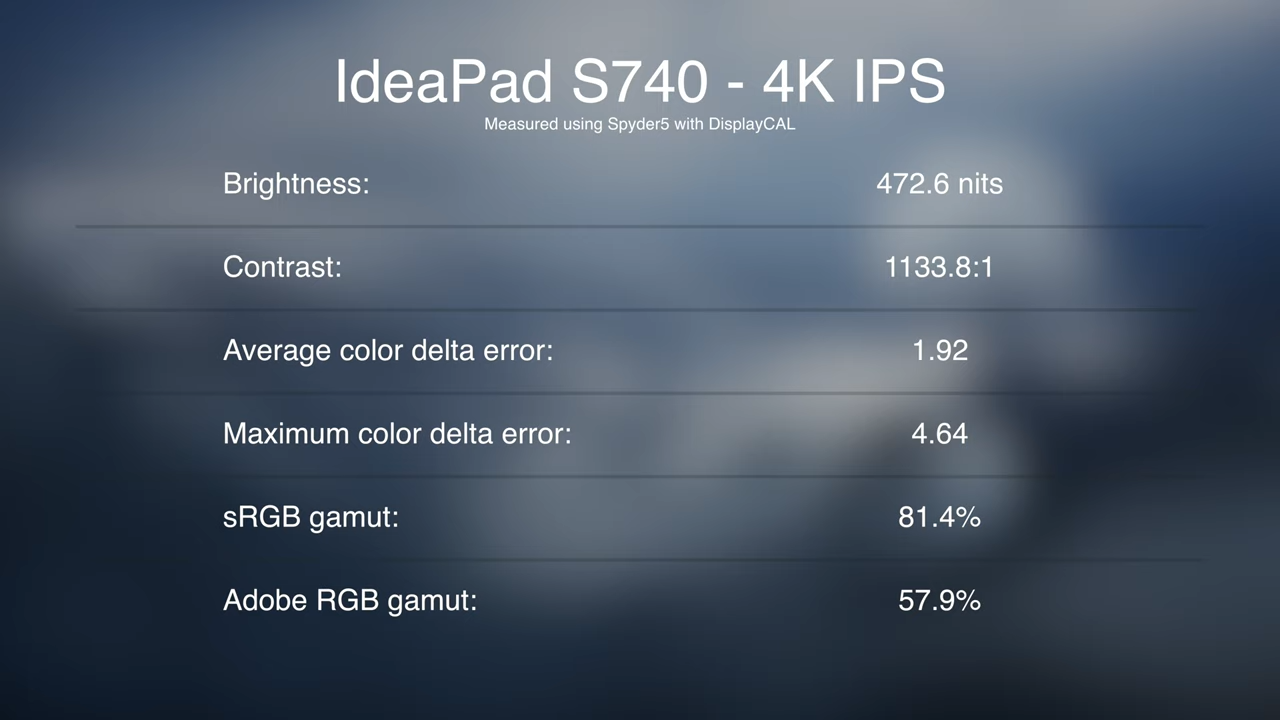 IdeaPad S740 - 4K IPS
Measured using Spyder5 with DisplayCAL
Brightness: 472.6 nits
Contrast: 1133.8:1
Average color delta error: 1.92
Maximum color delta error: 4.64
sRGB gamut: 81.4%
Adobe RGB gamut: 57.9%